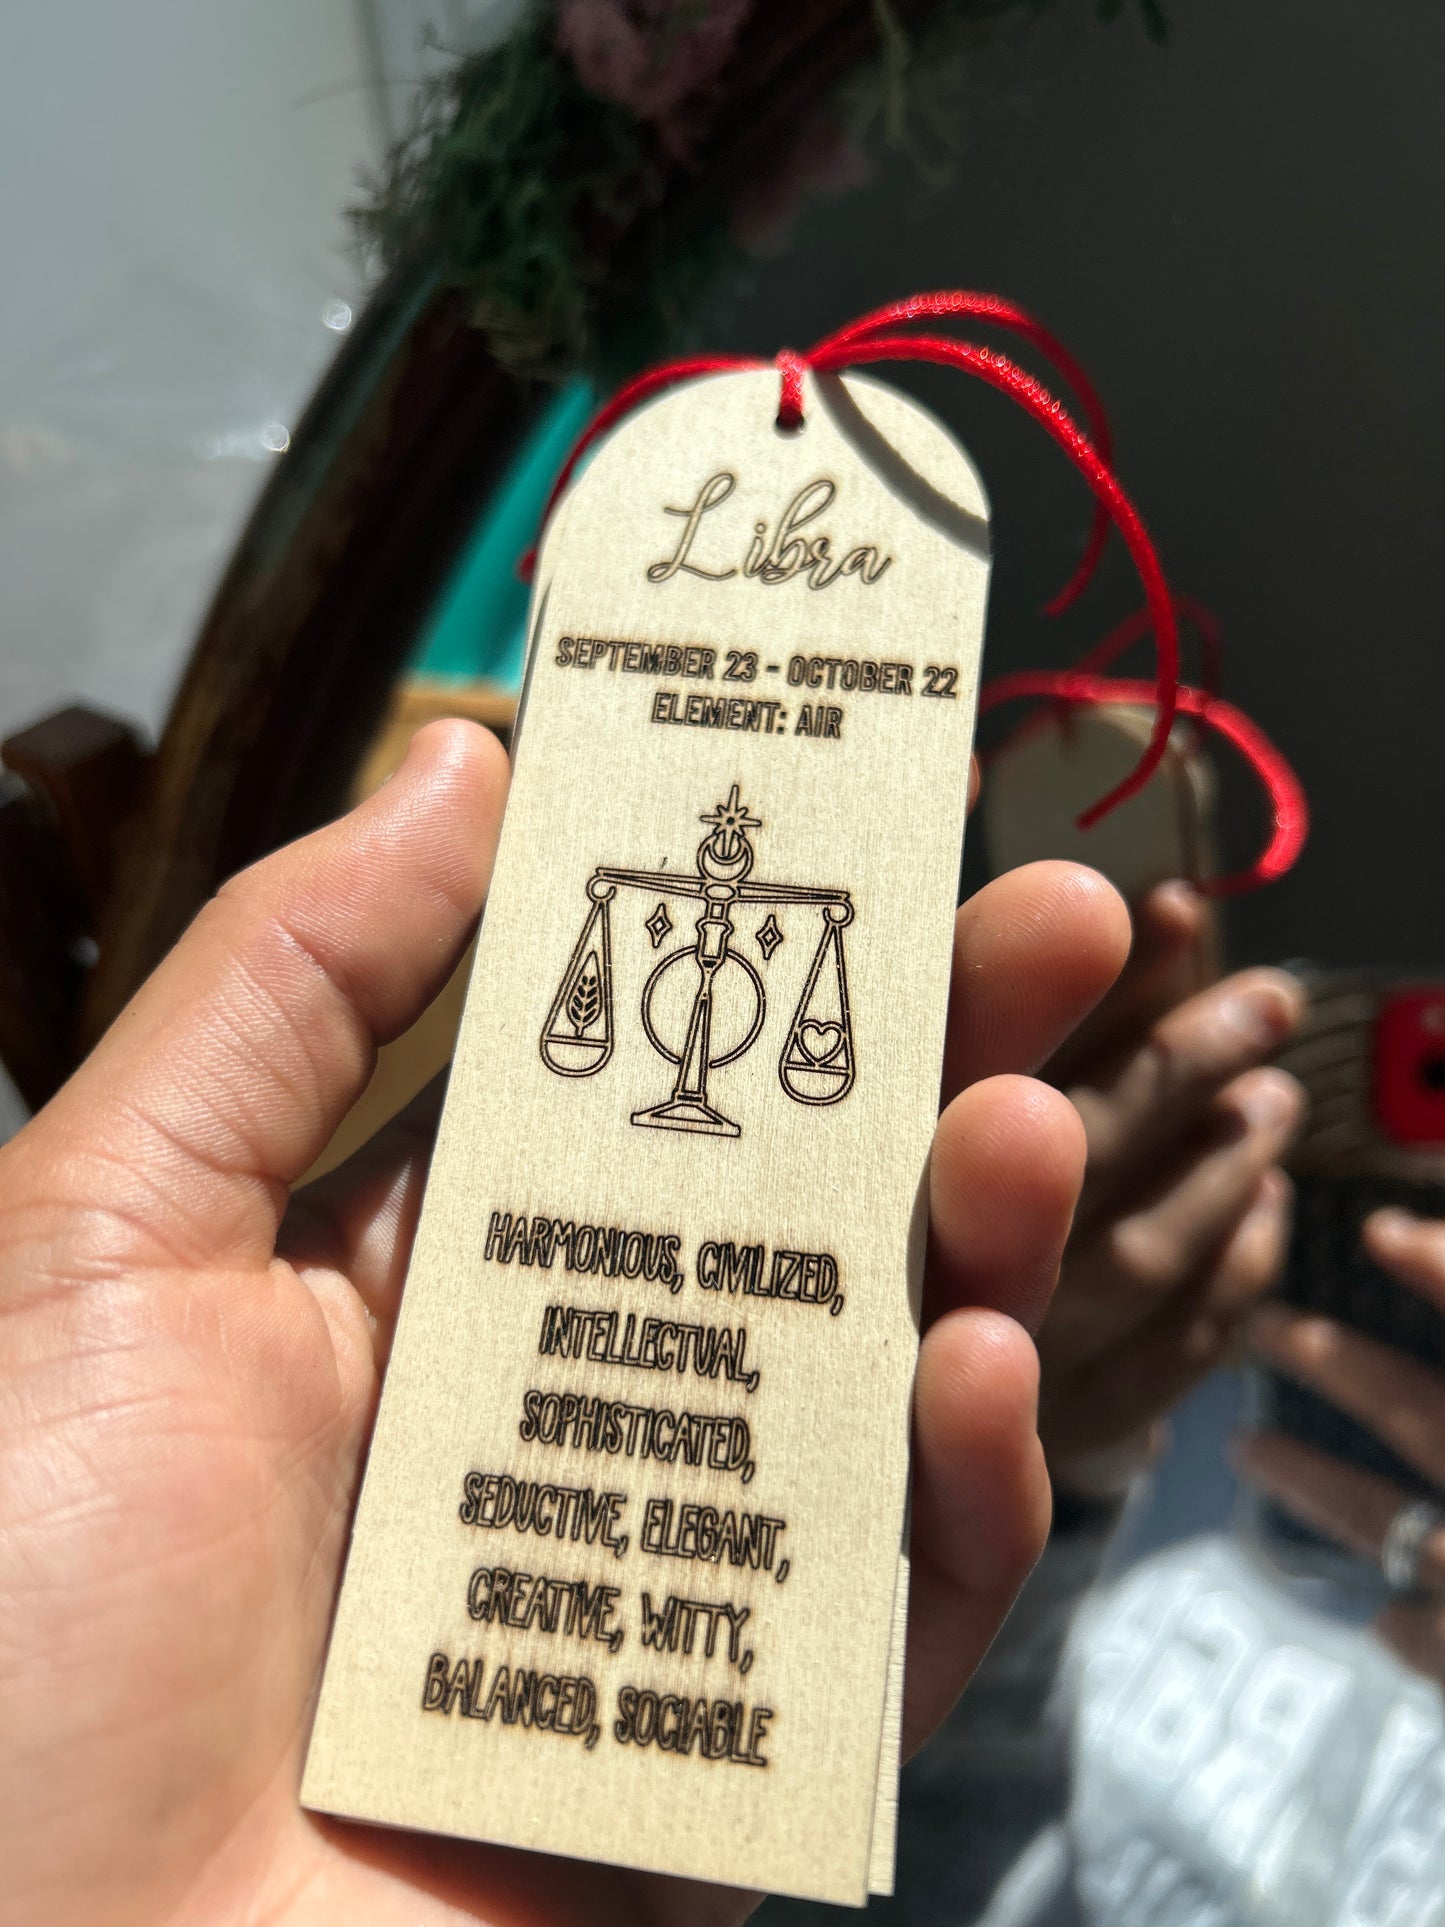 Libra
SEPTEMBER 23 - OCTOBER 22
ELEMENT: AIR
HARMONIOUS, CIVILIZED,
INTELLECTUAL,
SOPHISTICATED,
SEDUCTIVE, ELEGANT,
CREATIVE, WITTY,
BALANCED, SOCIABLE